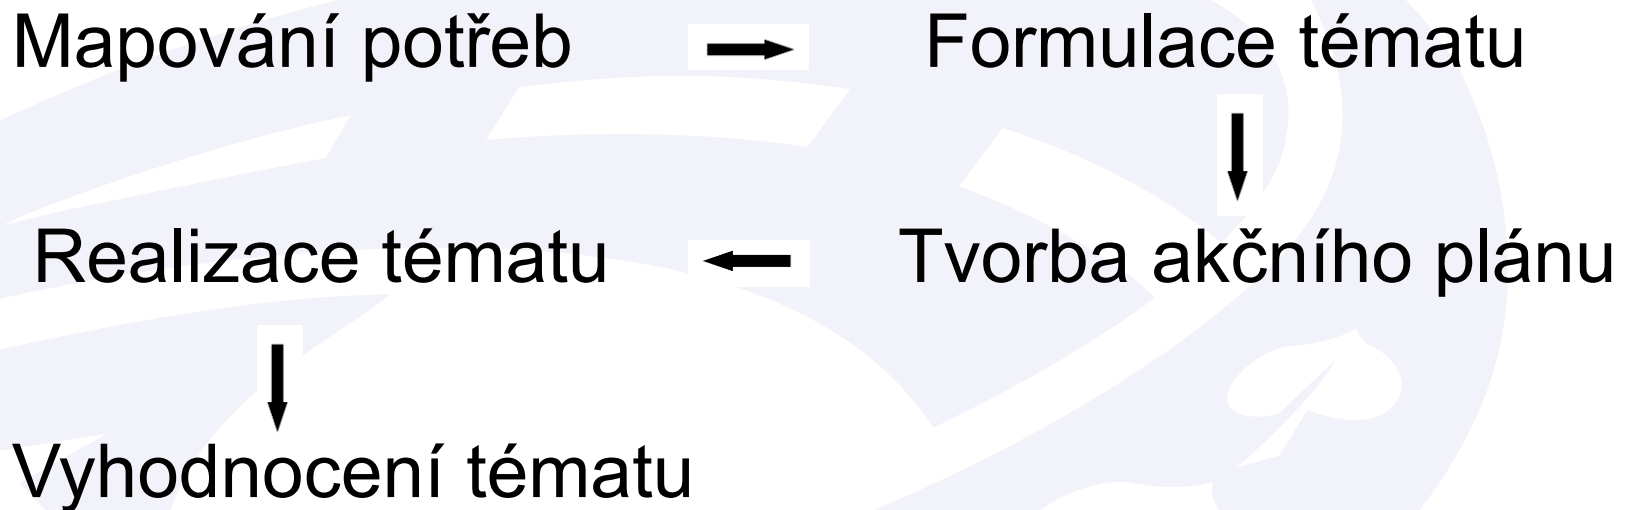 Mapování potřeb
Formulace tématu
Tvorba akčního plánu
Realizace tématu
Vyhodnocení tématu